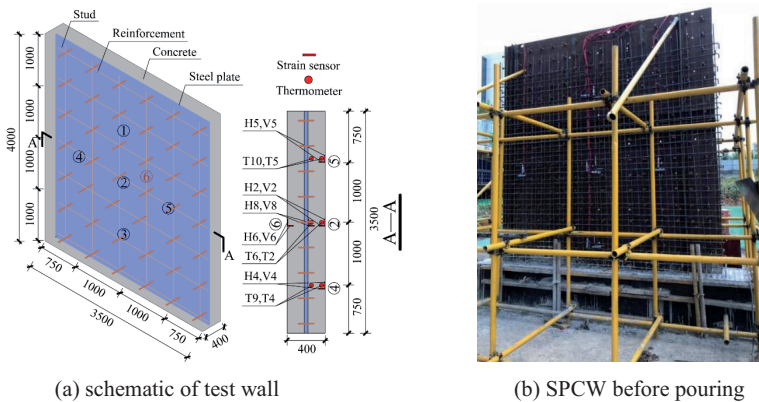 Stud
Reinforcement
Concrete
Steel plate
1000
1000
1000
1000
4000
A
A
①
④
②
⑥
⑤
③
750
1000
1000
750
3500
400
Strain sensor
Thermometer
H5,V5
T10,T5
H2,V2
H8,V8
H6,V6
T6,T2
H4,V4
T9,T4
⑤
②
⑥
④
750
1000
1000
750
3500
400
A—A
(a) schematic of test wall
(b) SPCW before pouring